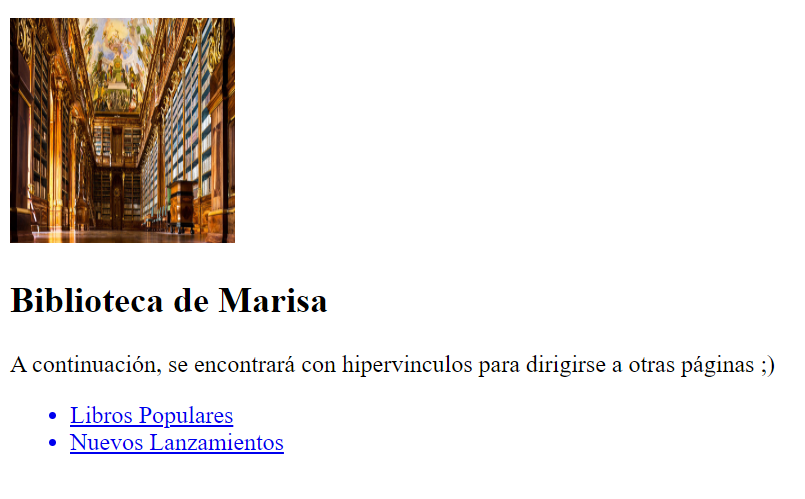 Biblioteca de Marisa
A continuación, se encontrará con hipervinculos para dirigirse a otras páginas ;)
Libros Populares
Nuevos Lanzamientos